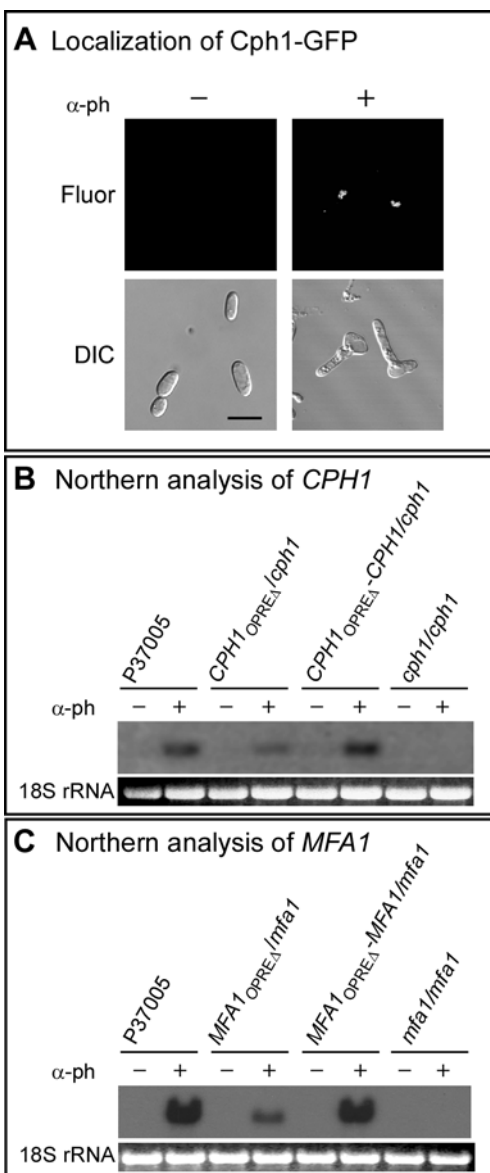 A Localization of Cph1-GFP
α-ph − +
Fluor
DIC
B Northern analysis of CPH1
P37005 CPH1OPREΔ/cph1 CPH1OPREΔ-CPH1/cph1 cph1/cph1
α-ph − + − + − + − +
18S rRNA
C Northern analysis of MFA1
P37005 MFA1OPREΔ/mfa1 MFA1OPREΔ-MFA1/mfa1 mfa1/mfa1
α-ph − + − + − + − +
18S rRNA